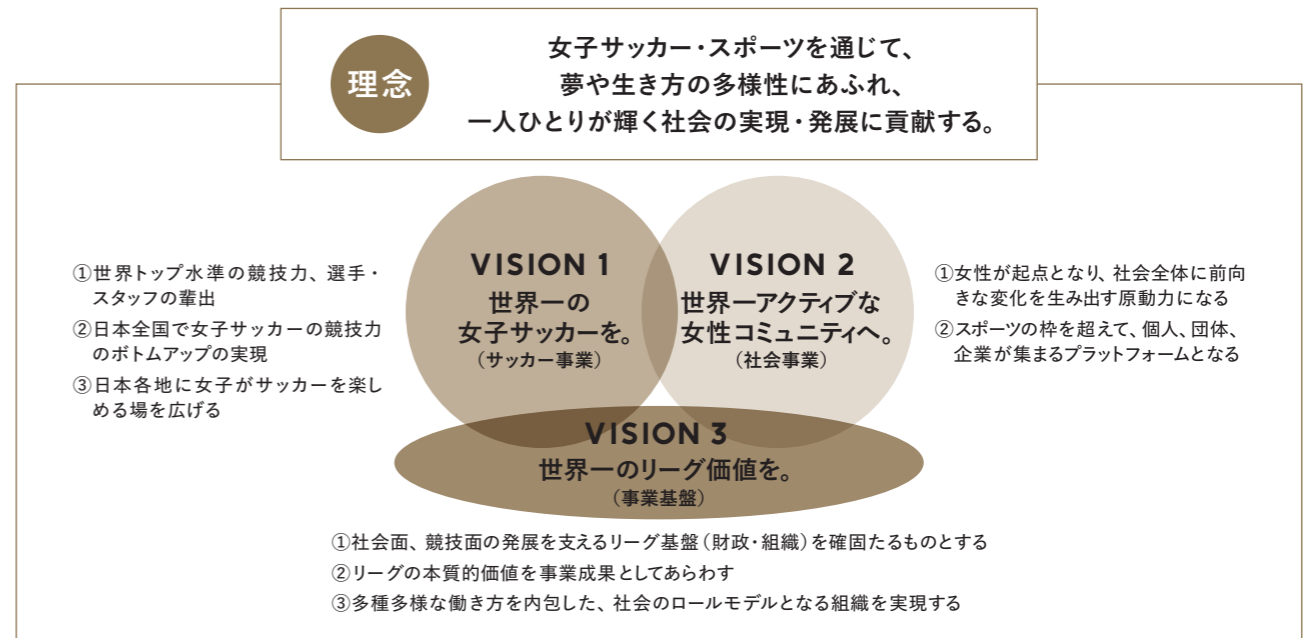 理念
女子サッカー・スポーツを通じて、
夢や生き方の多様性にあふれ、
一人ひとりが輝く社会の実現・発展に貢献する。
①世界トップ水準の競技力、選手・
スタッフの輩出
②日本全国で女子サッカーの競技力
のボトムアップの実現
③日本各地に女子がサッカーを楽し
める場を広げる
VISION 1
世界一の
女子サッカーを。
（サッカー事業）
VISION 2
世界一アクティブな
女性コミュニティへ。
（社会事業）
①女性が起点となり、社会全体に前向
きな変化を生み出す原動力になる
②スポーツの枠を超えて、個人、団体、
企業が集まるプラットフォームとなる
VISION 3
世界一のリーグ価値を。
（事業基盤）
①社会面、競技面の発展を支えるリーグ基盤（財政・組織）を確固たるものとする
②リーグの本質的価値を事業成果としてあらわす
③多種多様な働き方を内包した、社会のロールモデルとなる組織を実現する